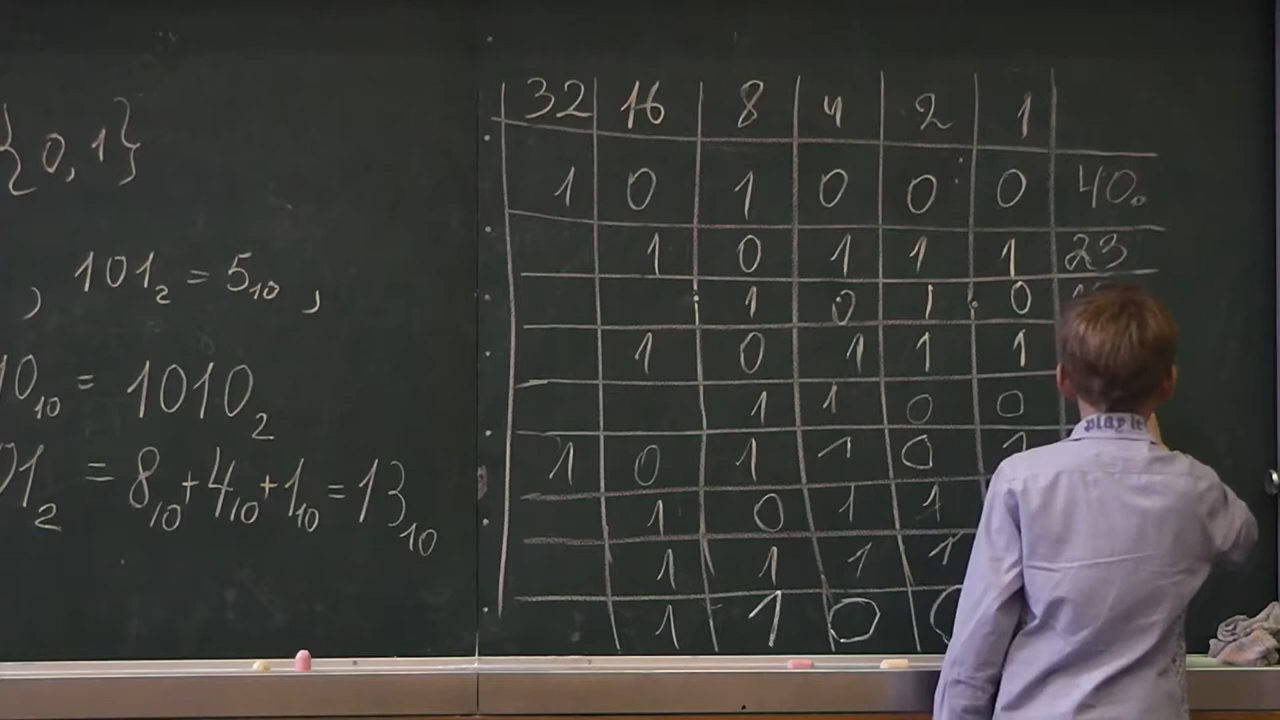 {0,1}
, 101₂ = 5₁₀ ,
10₁₀ = 1010₂
01₂ = 8₁₀+4₁₀+1₁₀=13₁₀
32 16 8 4 2 1
1 0 1 0 0 0 40.
1 0 1 1 1 23
1 0 1 0
1 0 1 1 1
1 1 0 0
1 0 1 1 0 1
1 0 1 1
1 1 1 1
1 1 0 0
play it